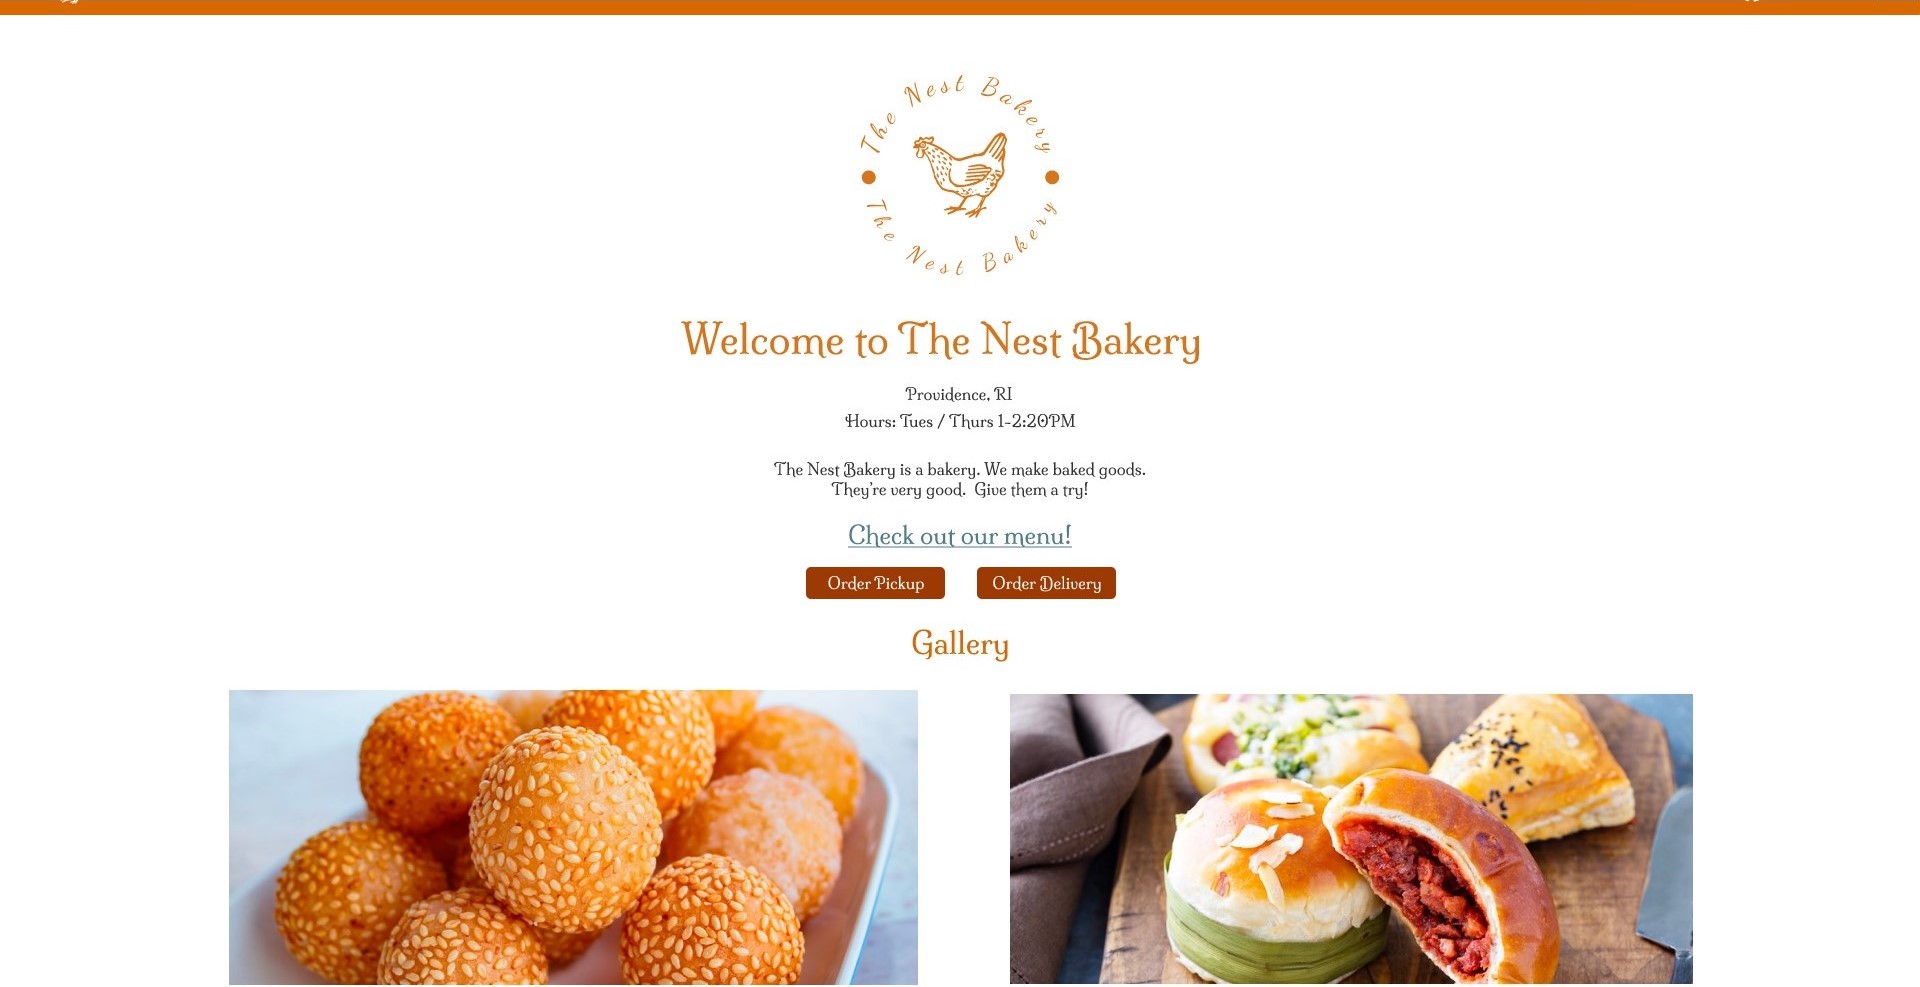 The Nest Bakery
The Nest Bakery
Welcome to The Nest Bakery
Providence, RI
Hours: Tues / Thurs 1-2:20PM
The Nest Bakery is a bakery. We make baked goods.
They're very good. Give them a try!
Check out our menu!
Order Pickup
Order Delivery
Gallery